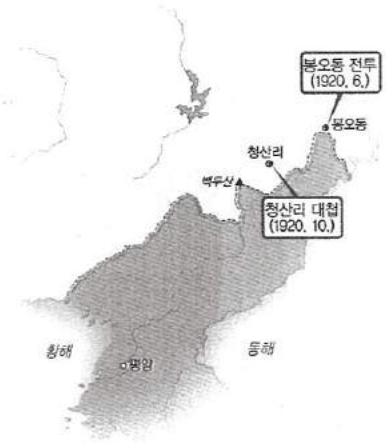 봉오동 전투
(1920. 6.)
봉오동
청산리
백두산
청산리 대첩
(1920. 10.)
황해
동해
평양